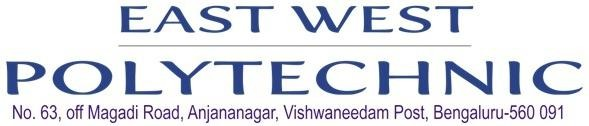 EAST WEST
POLYTECHNIC
No. 63, off Magadi Road, Anjananagar, Vishwaneedam Post, Bengaluru-560 091